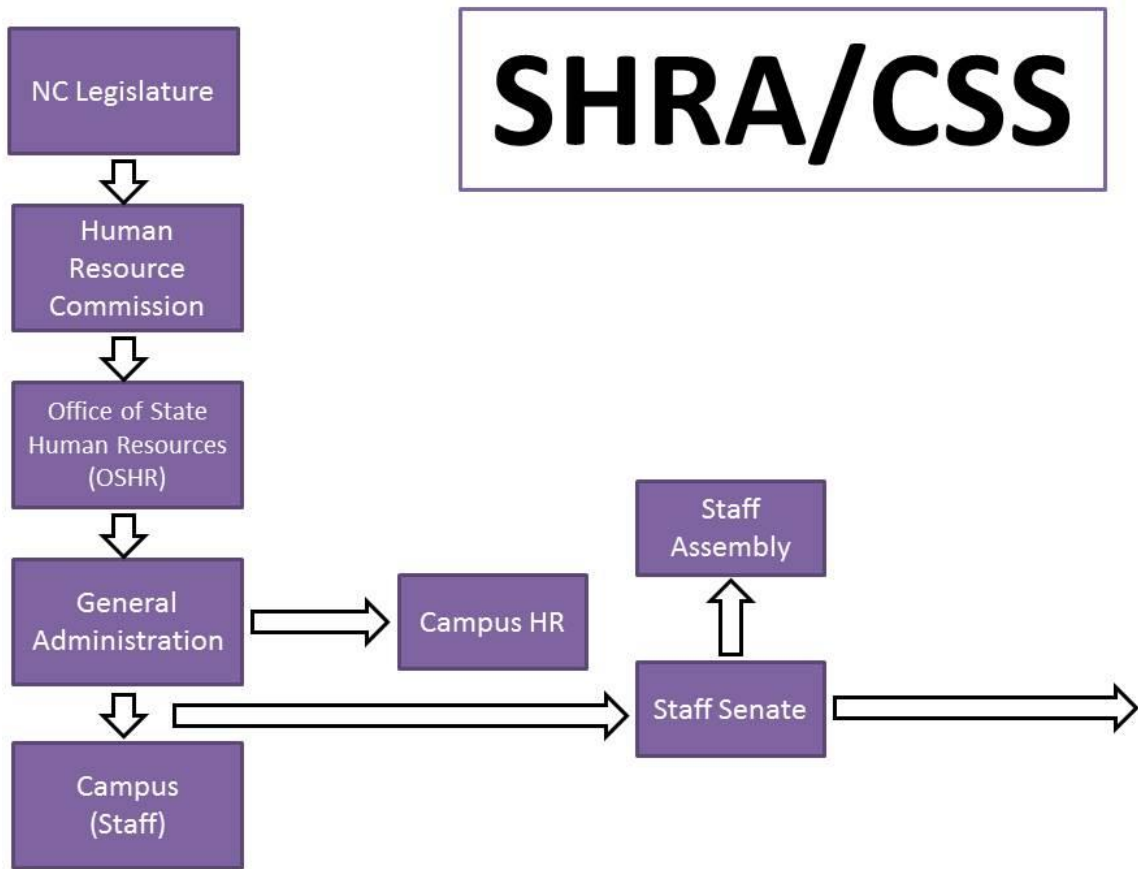 SHRA/CSS
NC Legislature
Human
Resource
Commission
Office of State
Human Resources
(OSHR)
General
Administration
Campus HR
Staff
Assembly
Staff Senate
Campus
(Staff)